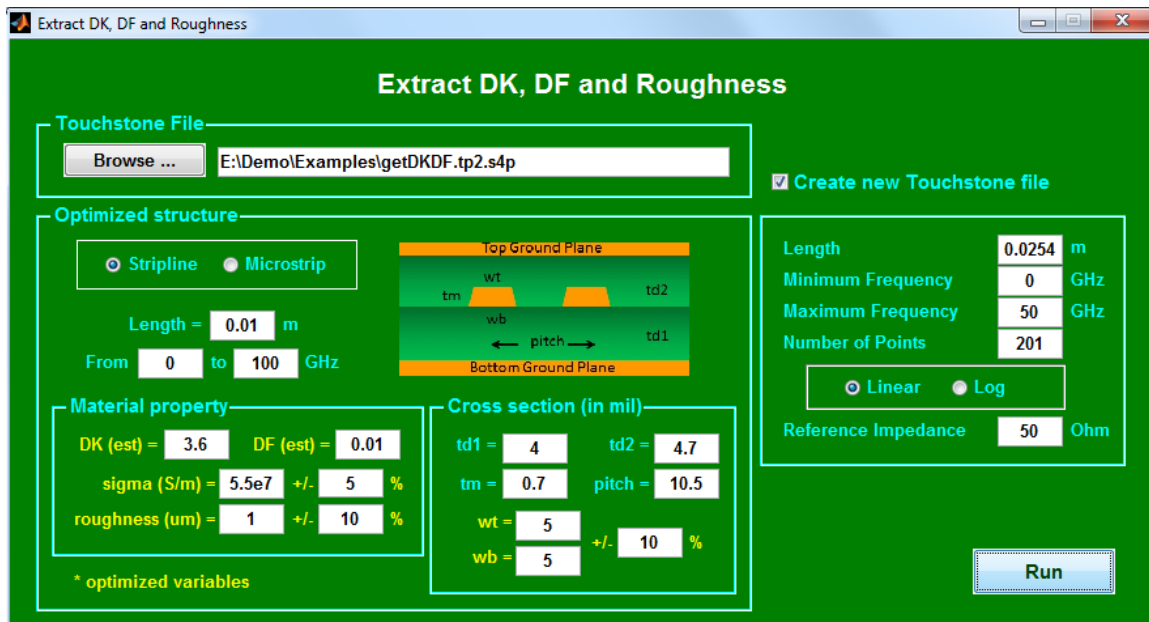 Extract DK, DF and Roughness
Extract DK, DF and Roughness
Touchstone File
Browse ... E:\Demo\Examples\getDKDF.tp2.s4p
Create new Touchstone file
Optimized structure
Stripline Microstrip
Length = 0.01 m
From 0 to 100 GHz
Top Ground Plane
wt
tm td2
wb
pitch td1
Bottom Ground Plane
Material property
DK (est) = 3.6 DF (est) = 0.01
sigma (S/m) = 5.5e7 +/- 5 %
roughness (um) = 1 +/- 10 %
* optimized variables
Cross section (in mil)
td1 = 4 td2 = 4.7
tm = 0.7 pitch = 10.5
wt = 5
+/- 10 %
wb = 5
Length 0.0254 m
Minimum Frequency 0 GHz
Maximum Frequency 50 GHz
Number of Points 201
Linear Log
Reference Impedance 50 Ohm
Run